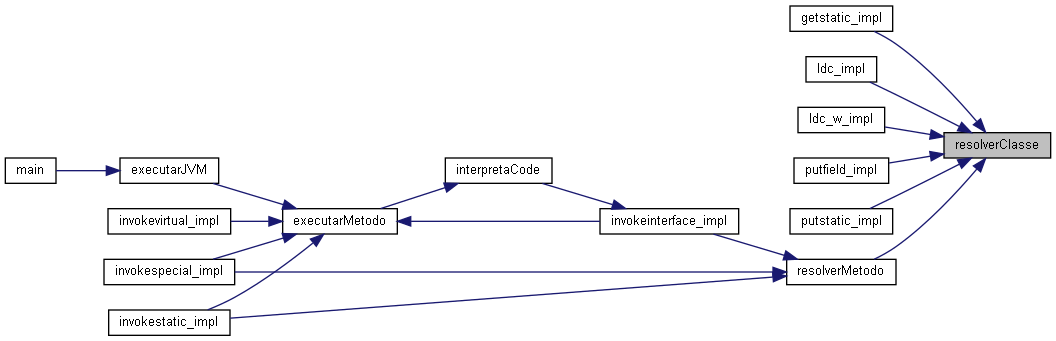 getstatic_impl
ldc_impl
ldc_w_impl
resolverClasse
main
executarJVM
interpretaCode
putfield_impl
invokevirtual_impl
executarMetodo
invokeinterface_impl
putstatic_impl
invokespecial_impl
resolverMetodo
invokestatic_impl